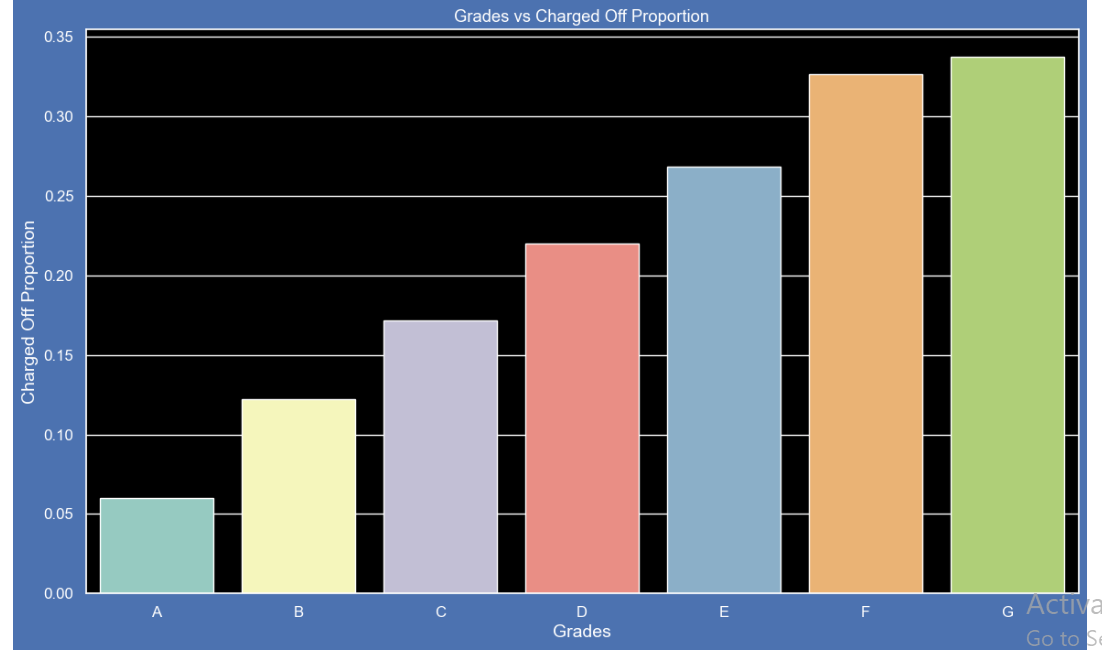 Grades vs Charged Off Proportion
0.35
0.30
0.25
0.20
0.15
0.10
0.05
0.00
Charged Off Proportion
A B C D E F G
Grades
Go to